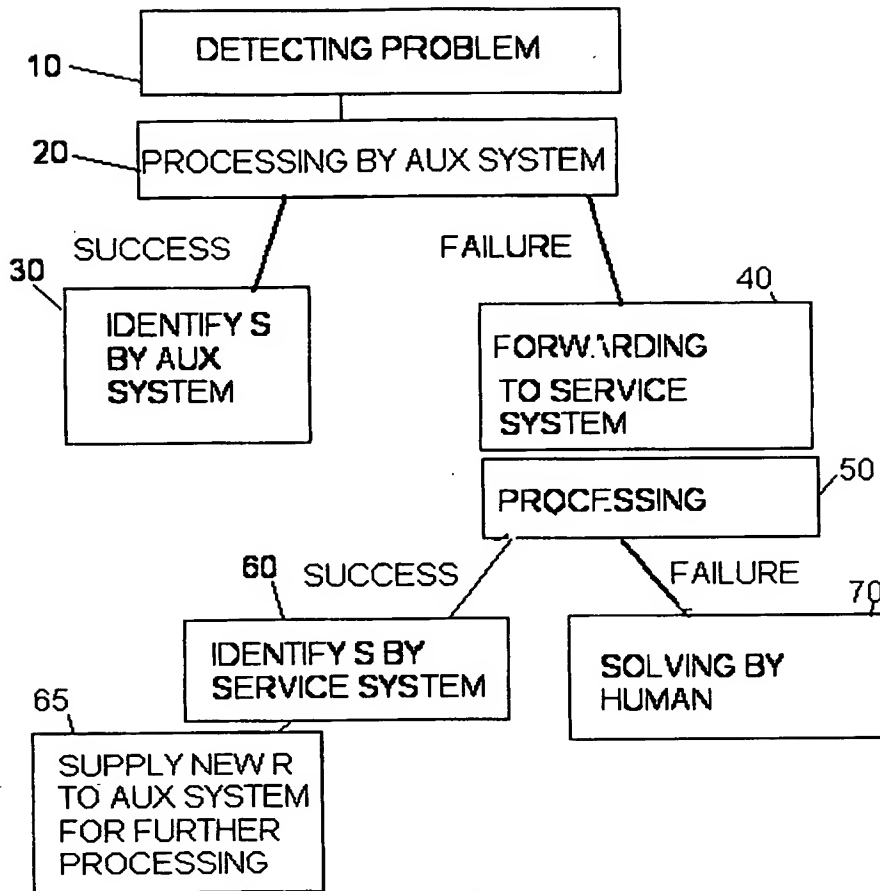 DETECTING PROBLEM
10
20
PROCESSING BY AUX SYSTEM
SUCCESS
FAILURE
30
40
IDENTIFY S
BY AUX
SYSTEM
FORWARDING
TO SERVICE
SYSTEM
50
PROCESSING
60
SUCCESS
FAILURE
70
IDENTIFY S BY
SERVICE SYSTEM
SOLVING BY
HUMAN
65
SUPPLY NEW R
TO AUX SYSTEM
FOR FURTHER
PROCESSING